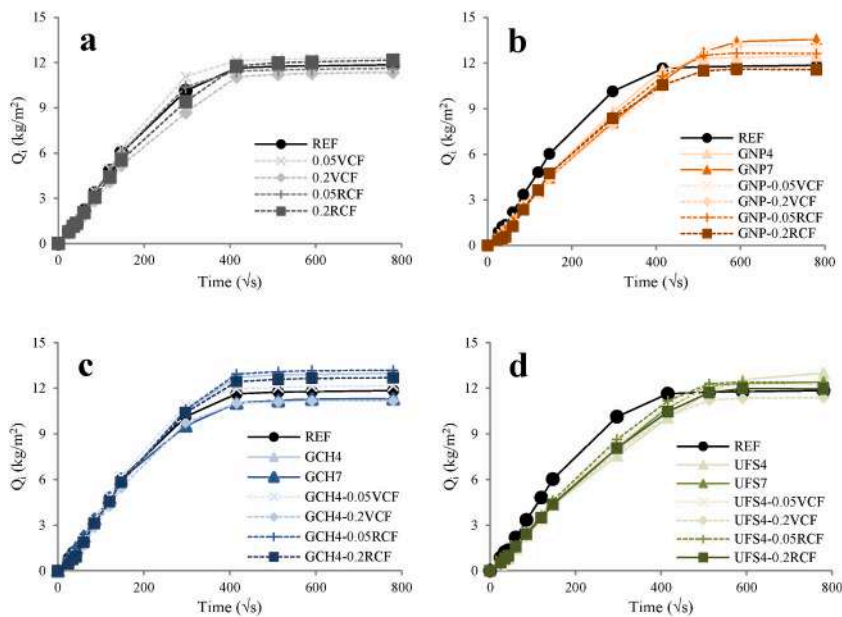 a
15
12
9
6
3
0
Qi (kg/m²)
REF
0.05VCF
0.2VCF
0.05RCF
0.2RCF
0 200 400 600 800
Time (√s)
b
15
12
9
6
3
0
Qi (kg/m²)
REF
GNP4
GNP7
GNP-0.05VCF
GNP-0.2VCF
GNP-0.05RCF
GNP-0.2RCF
0 200 400 600 800
Time (√s)
c
15
12
9
6
3
0
Qi (kg/m²)
REF
GCH4
GCH7
GCH4-0.05VCF
GCH4-0.2VCF
GCH4-0.05RCF
GCH4-0.2RCF
0 200 400 600 800
Time (√s)
d
15
12
9
6
3
0
Qi (kg/m²)
REF
UFS4
UFS7
UFS4-0.05VCF
UFS4-0.2VCF
UFS4-0.05RCF
UFS4-0.2RCF
0 200 400 600 800
Time (√s)